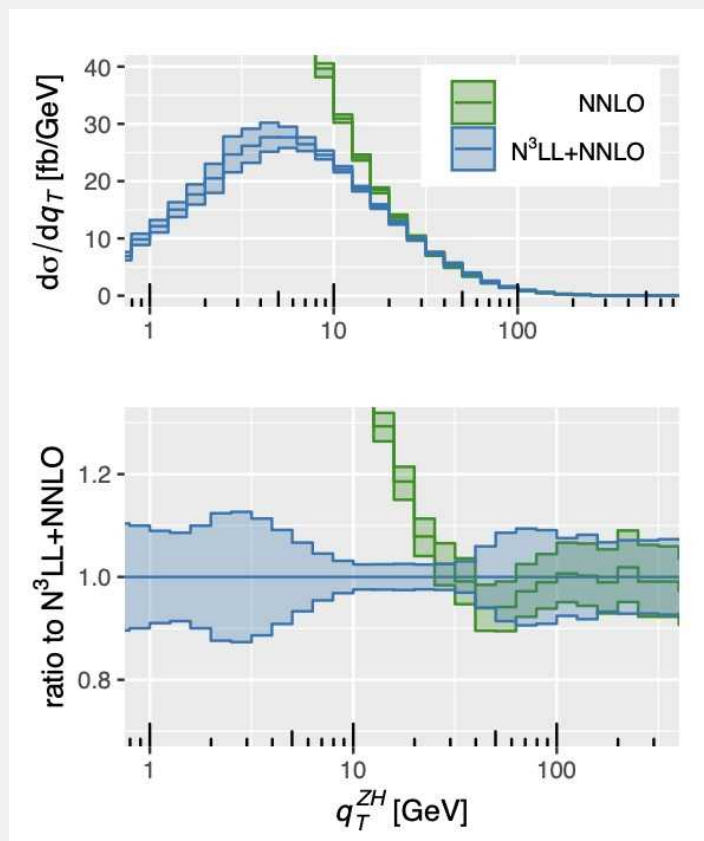 dσ/dq_T [fb/GeV]
40
30
20
10
0
NNLO
N³LL+NNLO
1
10
100
ratio to N³LL+NNLO
1.2
1.0
0.8
1
10
100
q_T^{ZH} [GeV]